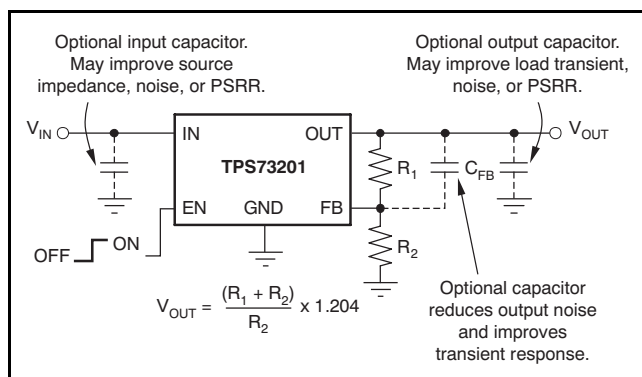 Optional input capacitor.
May improve source
impedance, noise, or PSRR.
Optional output capacitor.
May improve load transient,
noise, or PSRR.
V_IN
IN
OUT
V_OUT
TPS73201
R_1
C_FB
EN
GND
FB
OFF
ON
R_2
V_OUT = (R_1 + R_2) / R_2 x 1.204
Optional capacitor
reduces output noise
and improves
transient response.